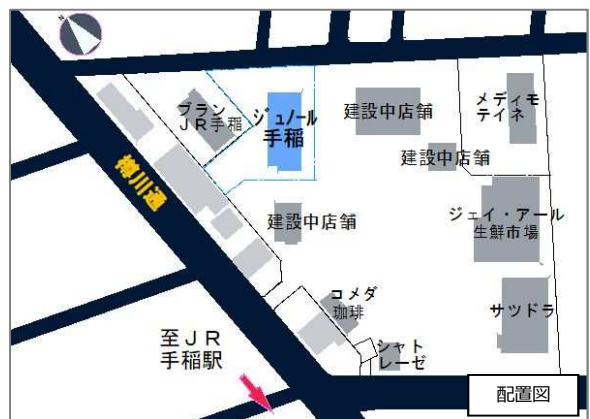 N
ブラン
JR手稲
ジュノール
手稲
建設中店舗
メディモ
テイネ
建設中店舗
樽川通
建設中店舗
ジェイ・アール
生鮮市場
コメダ
珈琲
サツドラ
シャト
レーゼ
至JR
手稲駅
配置図